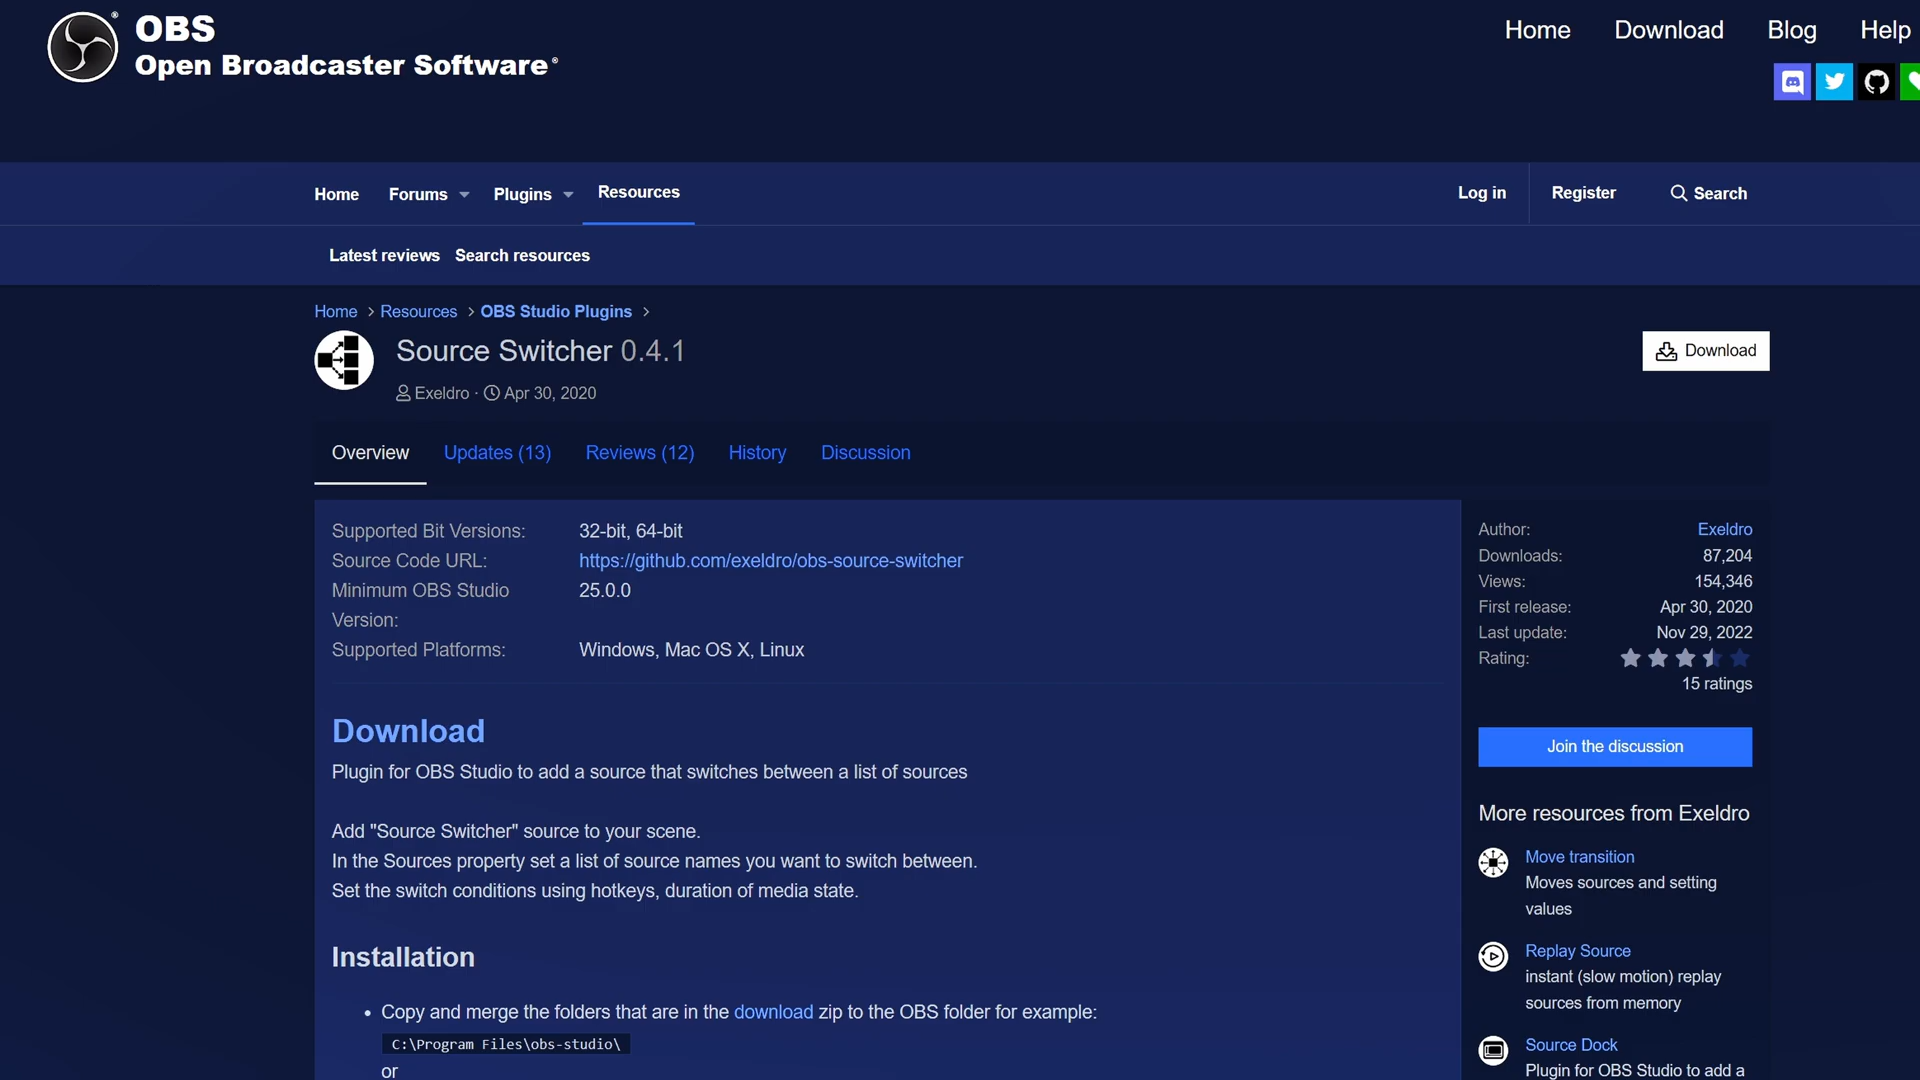 OBS
Open Broadcaster Software®
Home Download Blog Help
Home Forums Plugins Resources Log in Register Search
Latest reviews Search resources
Home > Resources > OBS Studio Plugins >
Source Switcher 0.4.1
Download
Exeldro · Apr 30, 2020
Overview Updates (13) Reviews (12) History Discussion
Supported Bit Versions: 32-bit, 64-bit
Source Code URL: https://github.com/exeldro/obs-source-switcher
Minimum OBS Studio 25.0.0
Version:
Supported Platforms: Windows, Mac OS X, Linux
Download
Plugin for OBS Studio to add a source that switches between a list of sources
Add "Source Switcher" source to your scene.
In the Sources property set a list of source names you want to switch between.
Set the switch conditions using hotkeys, duration of media state.
Installation
• Copy and merge the folders that are in the download zip to the OBS folder for example:
C:\Program Files\obs-studio\
or
Author: Exeldro
Downloads: 87,204
Views: 154,346
First release: Apr 30, 2020
Last update: Nov 29, 2022
Rating:
15 ratings
Join the discussion
More resources from Exeldro
Move transition
Moves sources and setting
values
Replay Source
instant (slow motion) replay
sources from memory
Source Dock
Plugin for OBS Studio to add a